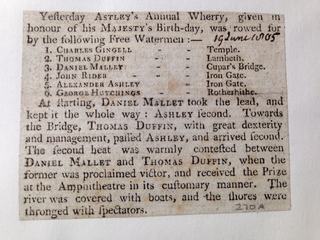 Yesterday ASTLEY's Annual Wherry, given in
honour of his MAJESTY's Birth-day, was rowed for
by the following Free Watermen :— 19 June 1805
1. CHARLES GINGELL - - Temple.
2. THOMAS DUFFIN - - Lambeth.
3. DANIEL MALLET - - Cupar's Bridge.
4. JOHN RIDER - - Iron Gate.
5. ALEXANDER ASHLEY - - Iron Gate.
6. GEORGE HUTCHINGS - - Rotherhithe.
At starting, DANIEL MALLET took the lead, and
kept it the whole way : ASHLEY second. Towards
the Bridge, THOMAS DUFFIN, with great dexterity
and management, passed ASHLEY, and arrived second.
The second heat was warmly contested between
DANIEL MALLET and THOMAS DUFFIN, when the
former was proclaimed victor, and received the Prize
at the Ampitheatre in its customary manner. The
river was covered with boats, and the shores were
thronged with spectators. 270A